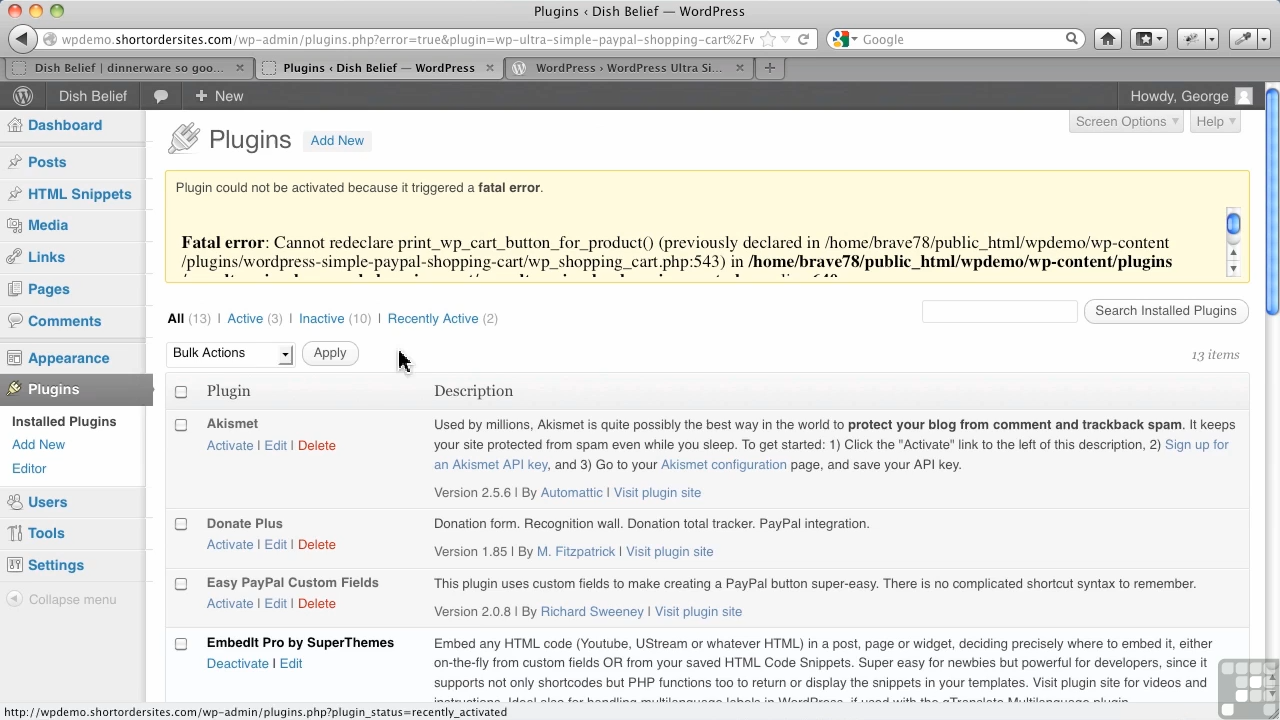 Plugins ‹ Dish Belief — WordPress
wpdemo.shortordersites.com/wp-admin/plugins.php?error=true&plugin=wp-ultra-simple-paypal-shopping-cart%2Fv
Google
Dish Belief | dinnerware so goo...
Plugins ‹ Dish Belief — WordPress
WordPress › WordPress Ultra Si...
Dish Belief
New
Howdy, George
Screen Options
Help
Dashboard
Posts
HTML Snippets
Media
Links
Pages
Comments
Appearance
Plugins
Installed Plugins
Add New
Editor
Users
Tools
Settings
Collapse menu
Plugins Add New
Plugin could not be activated because it triggered a fatal error.
Fatal error: Cannot redeclare print_wp_cart_button_for_product() (previously declared in /home/brave78/public_html/wpdemo/wp-content
/plugins/wordpress-simple-paypal-shopping-cart/wp_shopping_cart.php:543) in /home/brave78/public_html/wpdemo/wp-content/plugins
All (13) | Active (3) | Inactive (10) | Recently Active (2)
Search Installed Plugins
Bulk Actions
Apply
13 items
Plugin Description
Akismet
Activate | Edit | Delete
Used by millions, Akismet is quite possibly the best way in the world to protect your blog from comment and trackback spam. It keeps
your site protected from spam even while you sleep. To get started: 1) Click the "Activate" link to the left of this description, 2) Sign up for
an Akismet API key, and 3) Go to your Akismet configuration page, and save your API key.
Version 2.5.6 | By Automattic | Visit plugin site
Donate Plus
Activate | Edit | Delete
Donation form. Recognition wall. Donation total tracker. PayPal integration.
Version 1.85 | By M. Fitzpatrick | Visit plugin site
Easy PayPal Custom Fields
Activate | Edit | Delete
This plugin uses custom fields to make creating a PayPal button super-easy. There is no complicated shortcut syntax to remember.
Version 2.0.8 | By Richard Sweeney | Visit plugin site
EmbedIt Pro by SuperThemes
Deactivate | Edit
Embed any HTML code (Youtube, UStream or whatever HTML) in a post, page or widget, deciding precisely where to embed it, either
on-the-fly from custom fields OR from your saved HTML Code Snippets. Super easy for newbies but powerful for developers, since it
supports not only shortcodes but PHP functions too to return or display the snippets in your templates. Visit plugin site for videos and
http://wpdemo.shortordersites.com/wp-admin/plugins.php?plugin_status=recently_activated